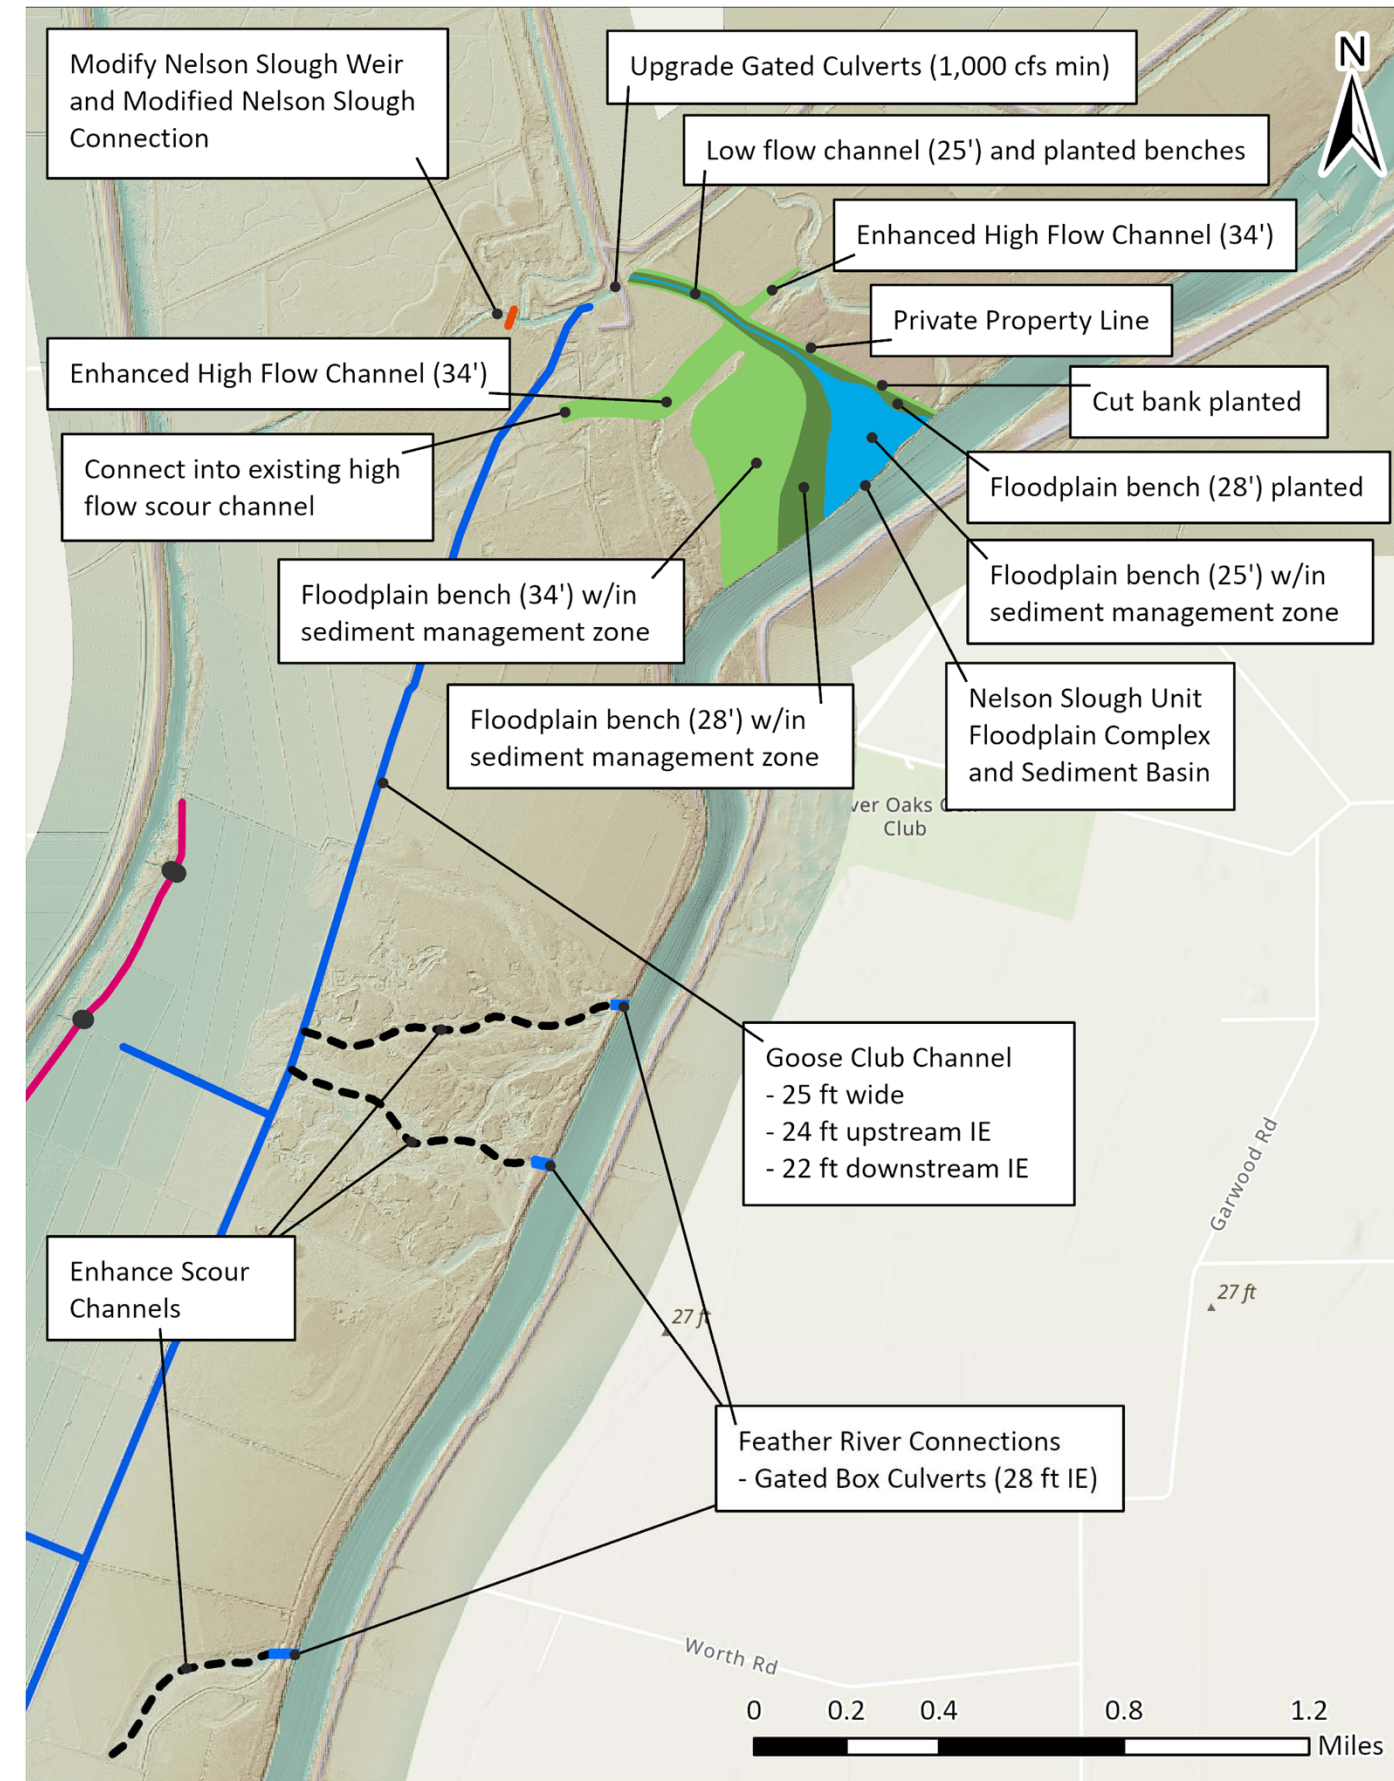 Modify Nelson Slough Weir
and Modified Nelson Slough
Connection
Upgrade Gated Culverts (1,000 cfs min)
N
Low flow channel (25') and planted benches
Enhanced High Flow Channel (34')
Private Property Line
Enhanced High Flow Channel (34')
Cut bank planted
Connect into existing high
flow scour channel
Floodplain bench (28') planted
Floodplain bench (34') w/in
sediment management zone
Floodplain bench (25') w/in
sediment management zone
Floodplain bench (28') w/in
sediment management zone
Nelson Slough Unit
Floodplain Complex
and Sediment Basin
ver Oaks
Club
Goose Club Channel
- 25 ft wide
- 24 ft upstream IE
- 22 ft downstream IE
Garwood Rd
Enhance Scour
Channels
27 ft
27 ft
Feather River Connections
- Gated Box Culverts (28 ft IE)
Worth Rd
0 0.2 0.4 0.8 1.2
Miles